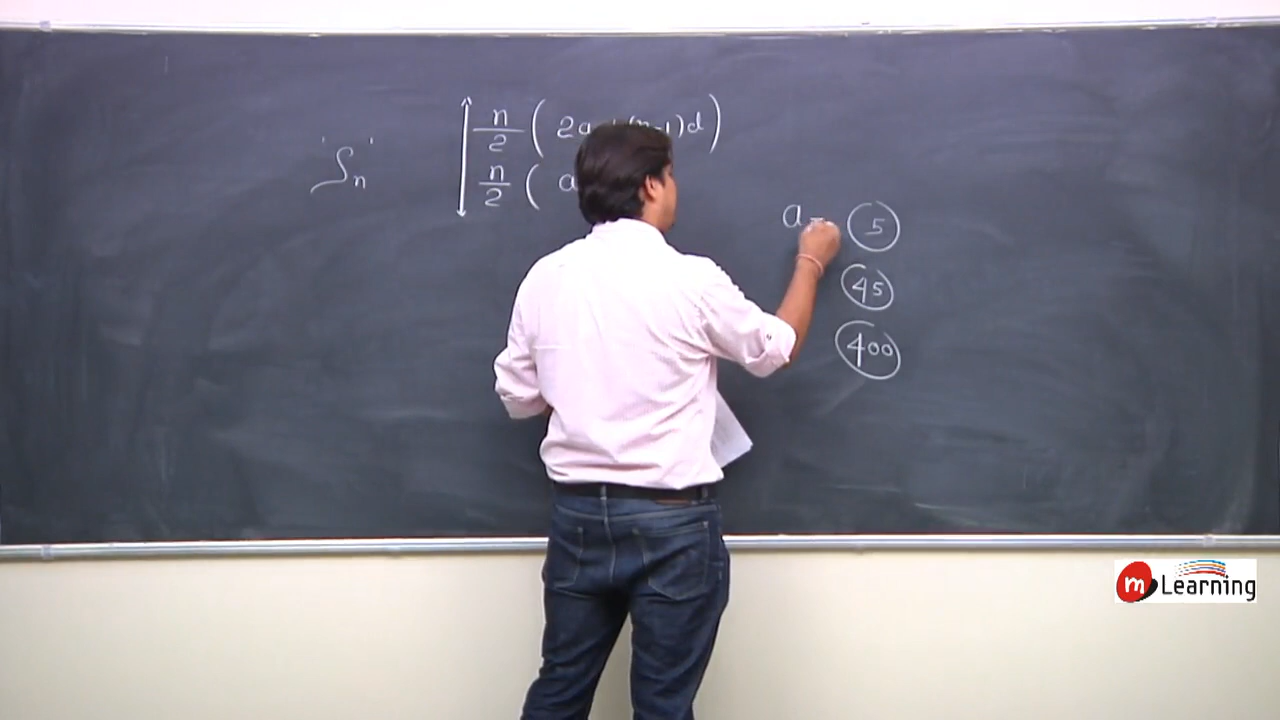 'Sn'
n/2 ( 2a (n-1)d )
n/2 ( a
a = 5
45
400
m Learning